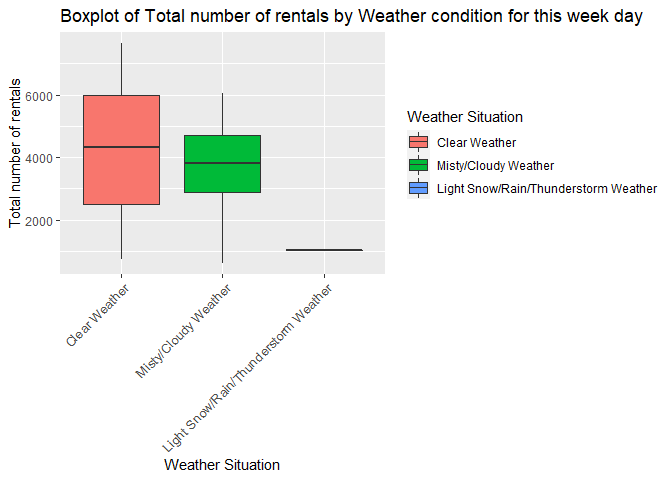 Boxplot of Total number of rentals by Weather condition for this week day
Total number of rentals
6000
4000
2000
Clear Weather
Misty/Cloudy Weather
Light Snow/Rain/Thunderstorm Weather
Weather Situation
Weather Situation
Clear Weather
Misty/Cloudy Weather
Light Snow/Rain/Thunderstorm Weather